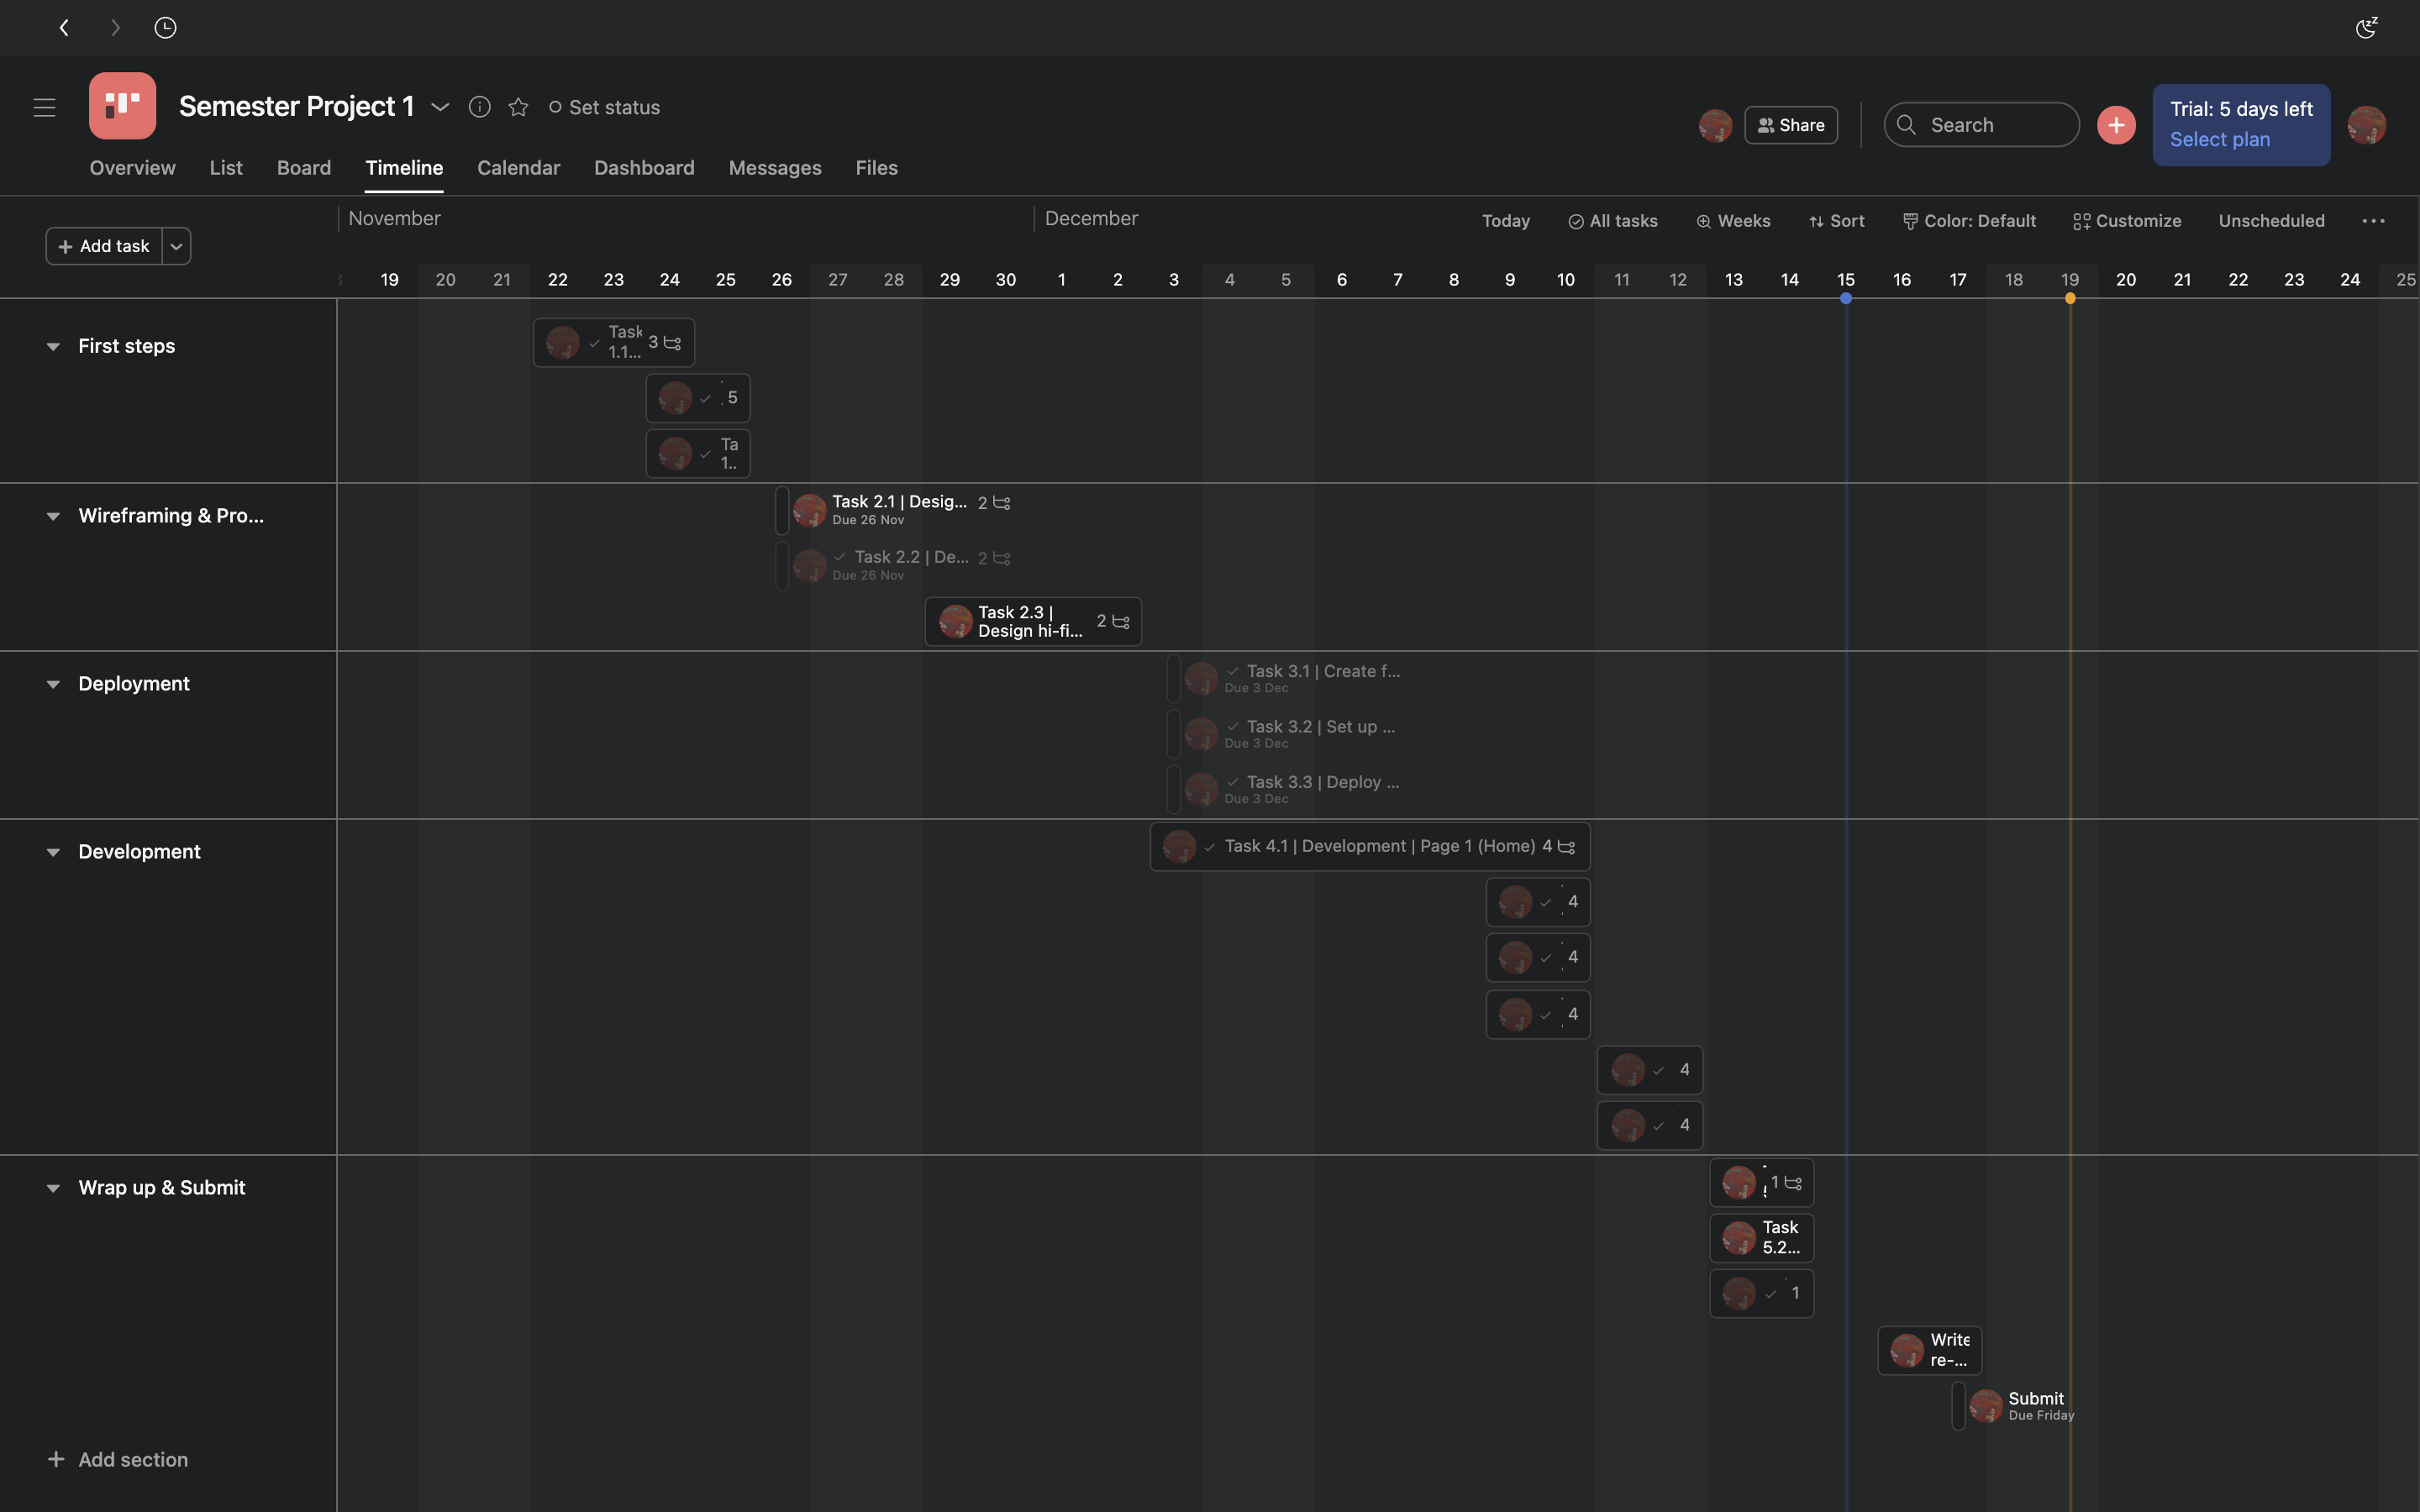 Semester Project 1
Set status
Share
Search
Trial: 5 days left
Select plan
Overview List Board Timeline Calendar Dashboard Messages Files
November December
Add task
Today All tasks Weeks Sort Color: Default Customize Unscheduled
19 20 21 22 23 24 25 26 27 28 29 30 1 2 3 4 5 6 7 8 9 10 11 12 13 14 15 16 17 18 19 20 21 22 23 24 25
First steps
Task
1.1... 3
5
Ta
1..
Wireframing & Pro...
Task 2.1 | Desig... 2
Due 26 Nov
Task 2.2 | De... 2
Due 26 Nov
Task 2.3 |
Design hi-fi... 2
Deployment
Task 3.1 | Create f...
Due 3 Dec
Task 3.2 | Set up ...
Due 3 Dec
Task 3.3 | Deploy ...
Due 3 Dec
Development
Task 4.1 | Development | Page 1 (Home) 4
4
4
4
4
4
Wrap up & Submit
1
Task
5.2...
1
Write
re-...
Submit
Due Friday
Add section